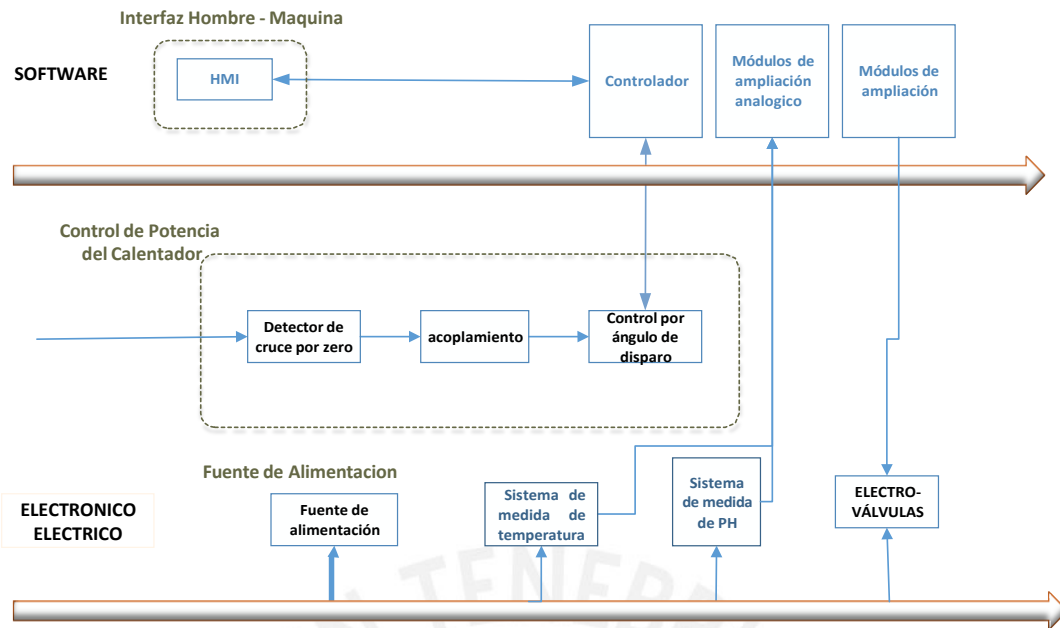 Interfaz Hombre - Maquina
SOFTWARE
HMI
Controlador
Módulos de
ampliación
analogico
Módulos de
ampliación
Control de Potencia
del Calentador
Detector de
cruce por zero
acoplamiento
Control por
ángulo de
disparo
Fuente de Alimentacion
ELECTRONICO
ELECTRICO
Fuente de
alimentación
Sistema de
medida de
temperatura
Sistema
de medida
de PH
ELECTRO-
VÁLVULAS